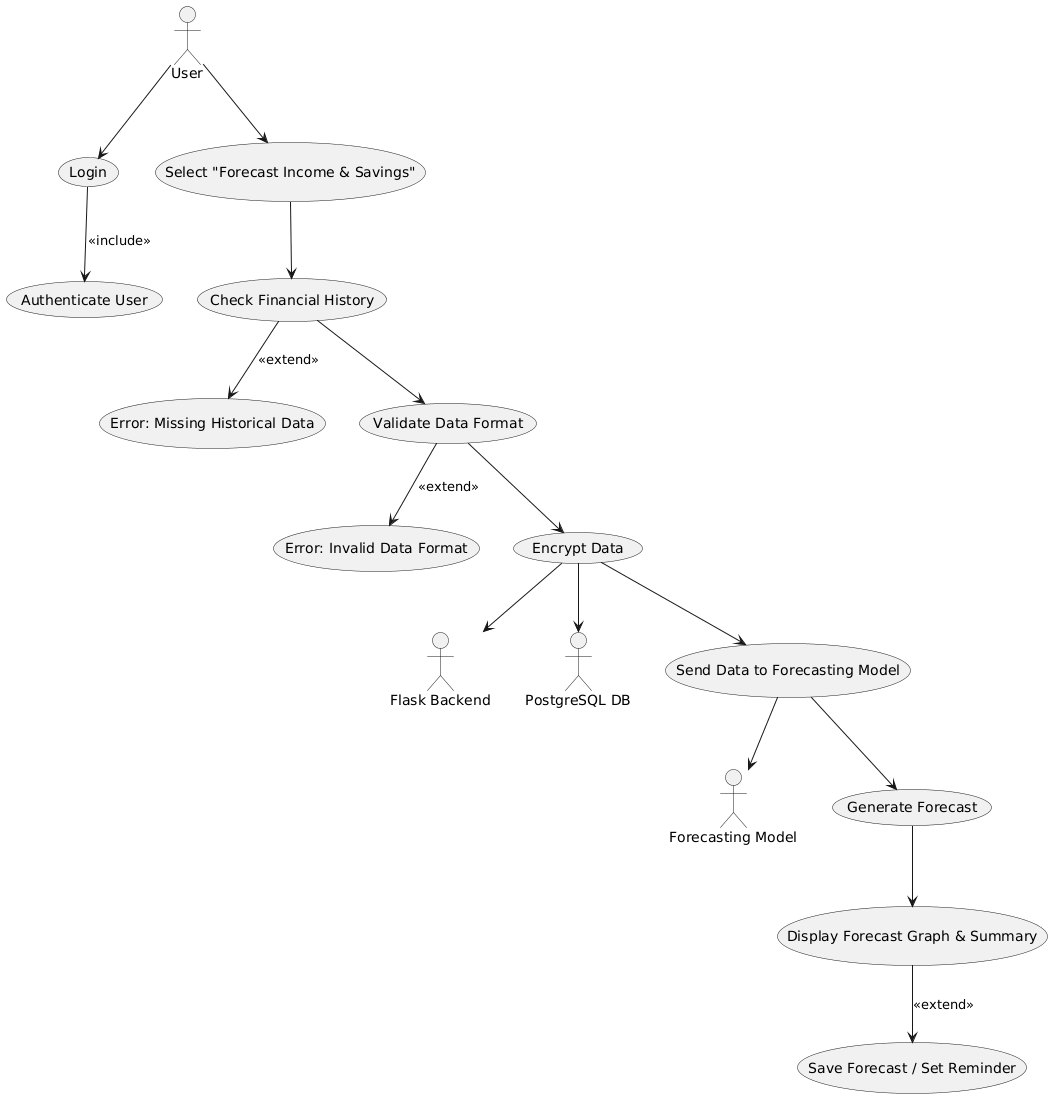 User
Login
Select "Forecast Income & Savings"
«include»
Authenticate User
Check Financial History
«extend»
Error: Missing Historical Data
Validate Data Format
«extend»
Error: Invalid Data Format
Encrypt Data
Flask Backend
PostgreSQL DB
Send Data to Forecasting Model
Forecasting Model
Generate Forecast
Display Forecast Graph & Summary
«extend»
Save Forecast / Set Reminder